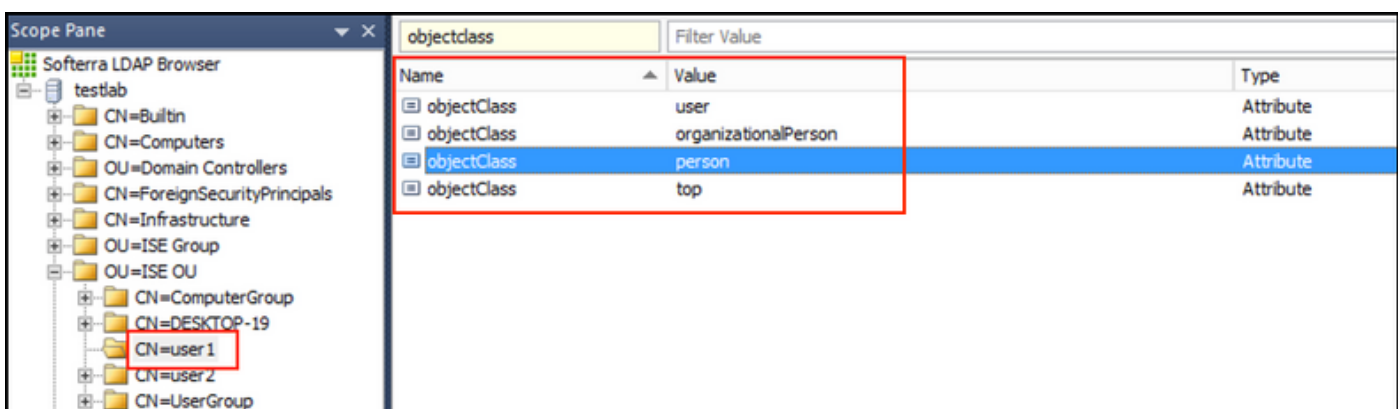 Scope Pane
Softerra LDAP Browser
testlab
CN=Builtin
CN=Computers
OU=Domain Controllers
CN=ForeignSecurityPrincipals
CN=Infrastructure
OU=ISE Group
OU=ISE OU
CN=ComputerGroup
CN=DESKTOP-19
CN=user1
CN=user2
CN=UserGroup
objectclass Filter Value
Name Value Type
objectClass user Attribute
objectClass organizationalPerson Attribute
objectClass person Attribute
objectClass top Attribute